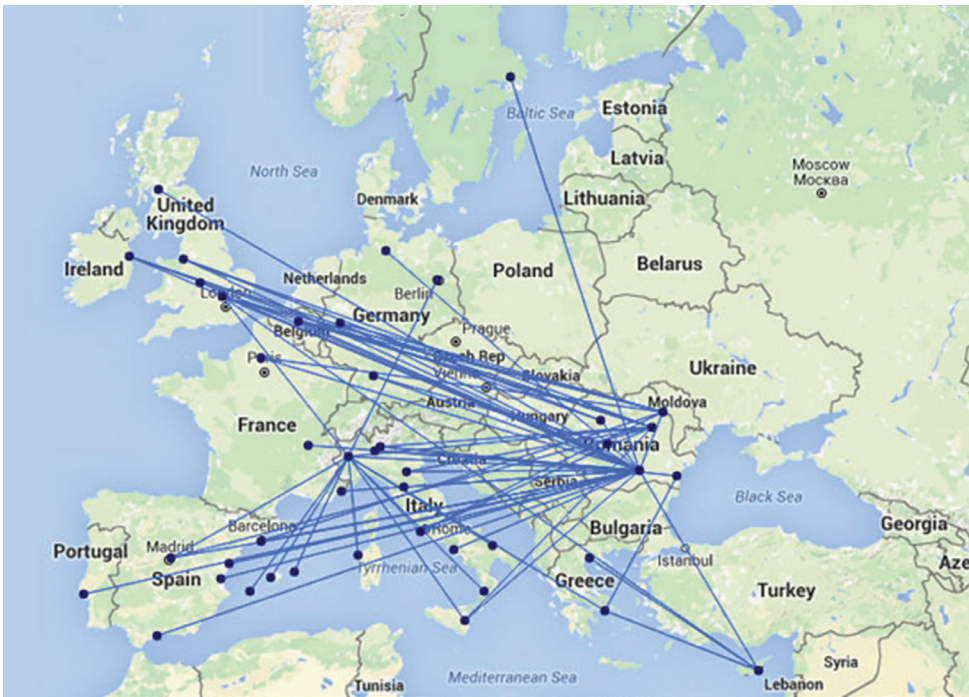 Baltic Sea
Estonia
Latvia
Moscow
Москва
North Sea
Lithuania
Denmark
United
Kingdom
Ireland
Belarus
Poland
Netherlands
Berlin
London
Germany
Belgium
Prague
Paris
Czech Rep
Vienna
Slovakia
Ukraine
Austria
Moldova
Hungary
France
Romania
Croatia
Serbia
Italy
Black Sea
Barcelona
Rome
Bulgaria
Georgia
Portugal
Madrid
Istanbul
Aze
Tyrrhenian Sea
Spain
Greece
Turkey
Syria
Mediterranean Sea
Tunisia
Lebanon